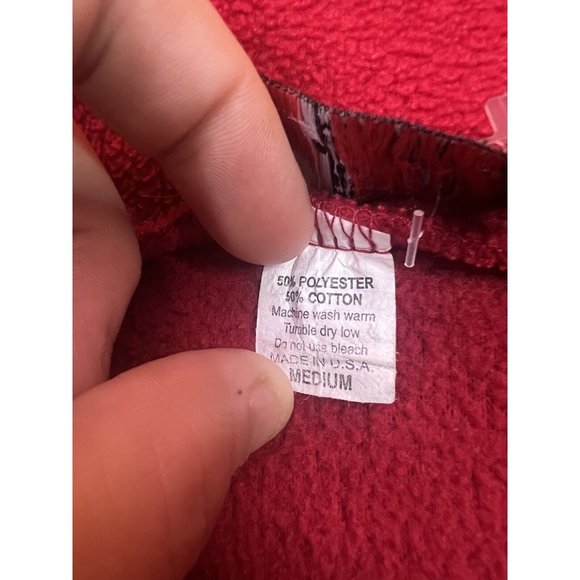 50% POLYESTER
50% COTTON
Machine wash warm
Tumble dry low
Do not use bleach
MADE IN U.S.A.
MEDIUM